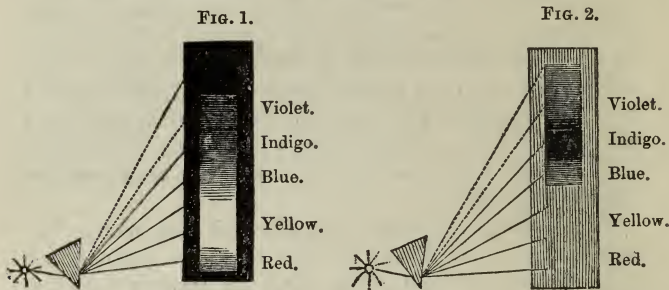 FIG. 1.
Violet.
Indigo.
Blue.
Yellow.
Red.
FIG. 2.
Violet.
Indigo.
Blue.
Yellow.
Red.